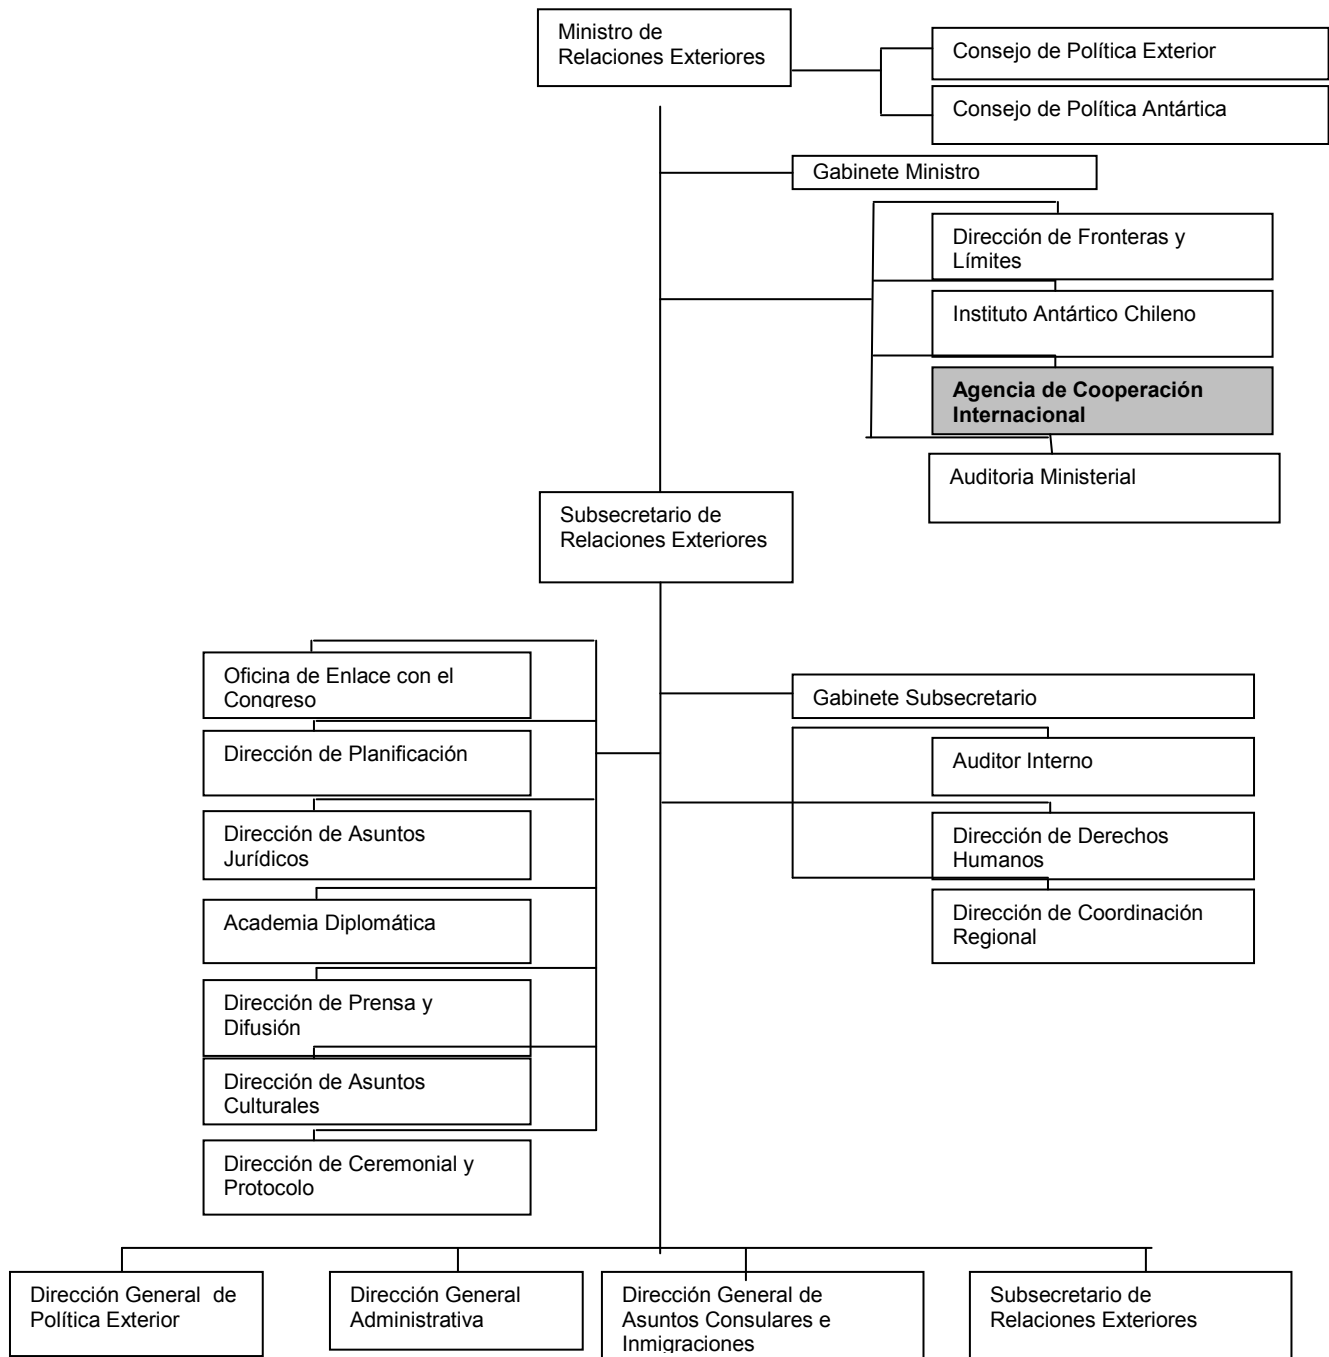 Ministro de
Relaciones Exteriores
Consejo de Política Exterior
Consejo de Política Antártica
Gabinete Ministro
Dirección de Fronteras y
Límites
Instituto Antártico Chileno
Agencia de Cooperación
Internacional
Auditoria Ministerial
Subsecretario de
Relaciones Exteriores
Oficina de Enlace con el
Congreso
Dirección de Planificación
Dirección de Asuntos
Jurídicos
Academia Diplomática
Dirección de Prensa y
Difusión
Dirección de Asuntos
Culturales
Dirección de Ceremonial y
Protocolo
Gabinete Subsecretario
Auditor Interno
Dirección de Derechos
Humanos
Dirección de Coordinación
Regional
Dirección General de
Política Exterior
Dirección General
Administrativa
Dirección General de
Asuntos Consulares e
Inmigraciones
Subsecretario de
Relaciones Exteriores